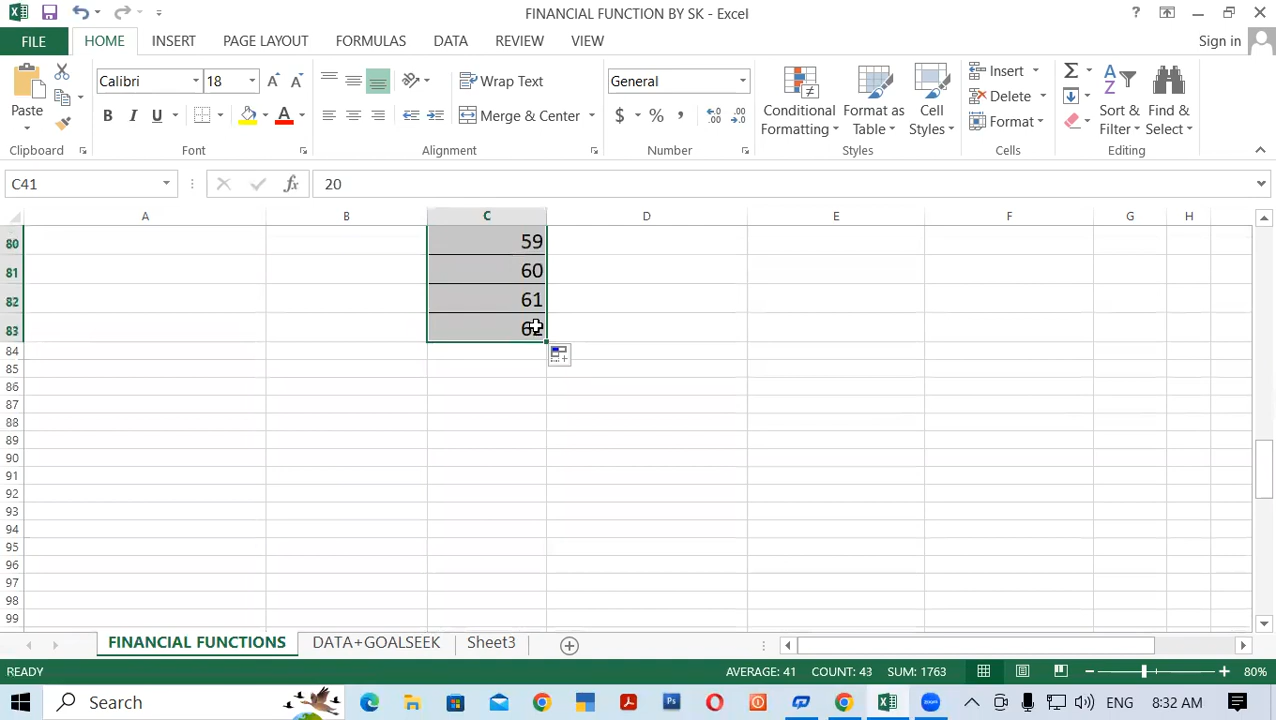 FINANCIAL FUNCTION BY SK - Excel
FILE HOME INSERT PAGE LAYOUT FORMULAS DATA REVIEW VIEW Sign in
Paste
Calibri 18
B I U A
Wrap Text
Merge & Center
General
$ % ,
Conditional Formatting
Format as Table
Cell Styles
Insert
Delete
Format
Sort & Filter
Find & Select
Clipboard Font Alignment Number Styles Cells Editing
C41 fx 20
A B C D E F G H
80 59
81 60
82 61
83
84
85
86
87
88
89
90
91
92
93
94
95
96
97
98
99
FINANCIAL FUNCTIONS DATA+GOALSEEK Sheet3
READY AVERAGE: 41 COUNT: 43 SUM: 1763 80%
Search ENG 8:32 AM